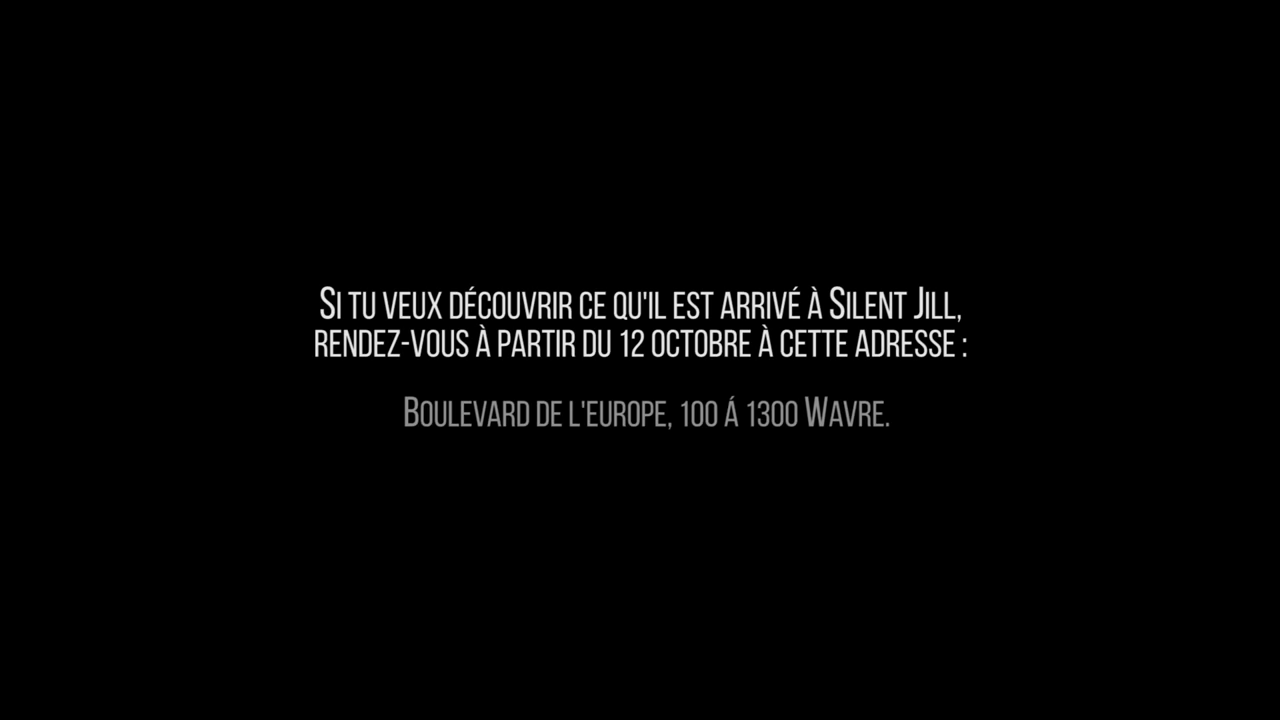 Si tu veux découvrir ce qu'il est arrivé à Silent Jill,
rendez-vous à partir du 12 octobre à cette adresse :
Boulevard de l'europe, 100 á 1300 Wavre.